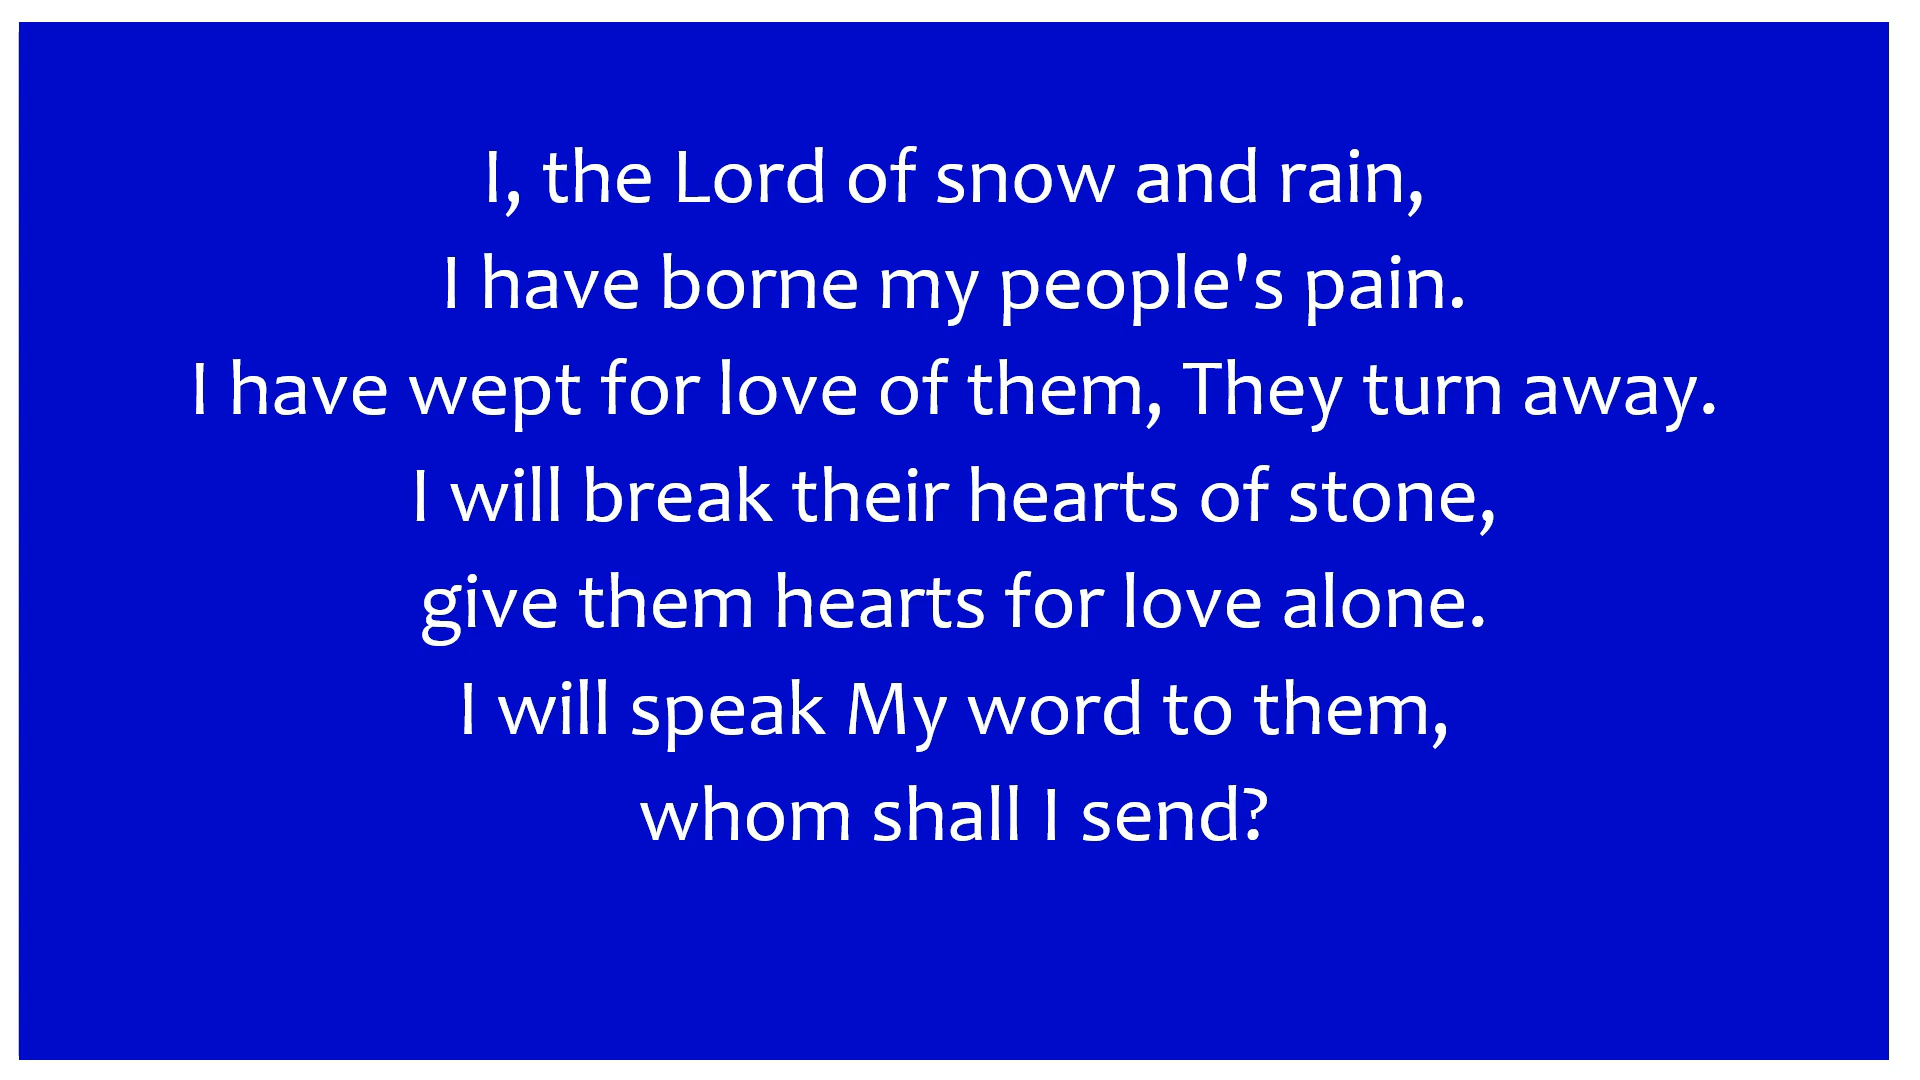 I, the Lord of snow and rain,
I have borne my people's pain.
I have wept for love of them, They turn away.
I will break their hearts of stone,
give them hearts for love alone.
I will speak My word to them,
whom shall I send?